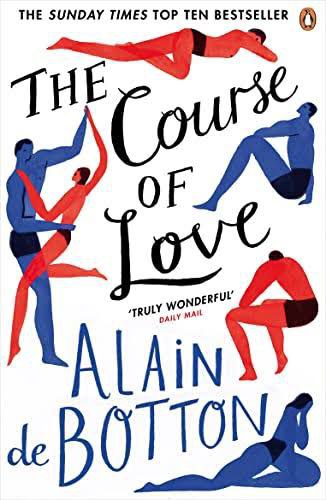 THE SUNDAY TIMES TOP TEN BESTSELLER
THE
Course
OF
Love
'TRULY WONDERFUL'
DAILY MAIL
ALAiN
de BOTTON